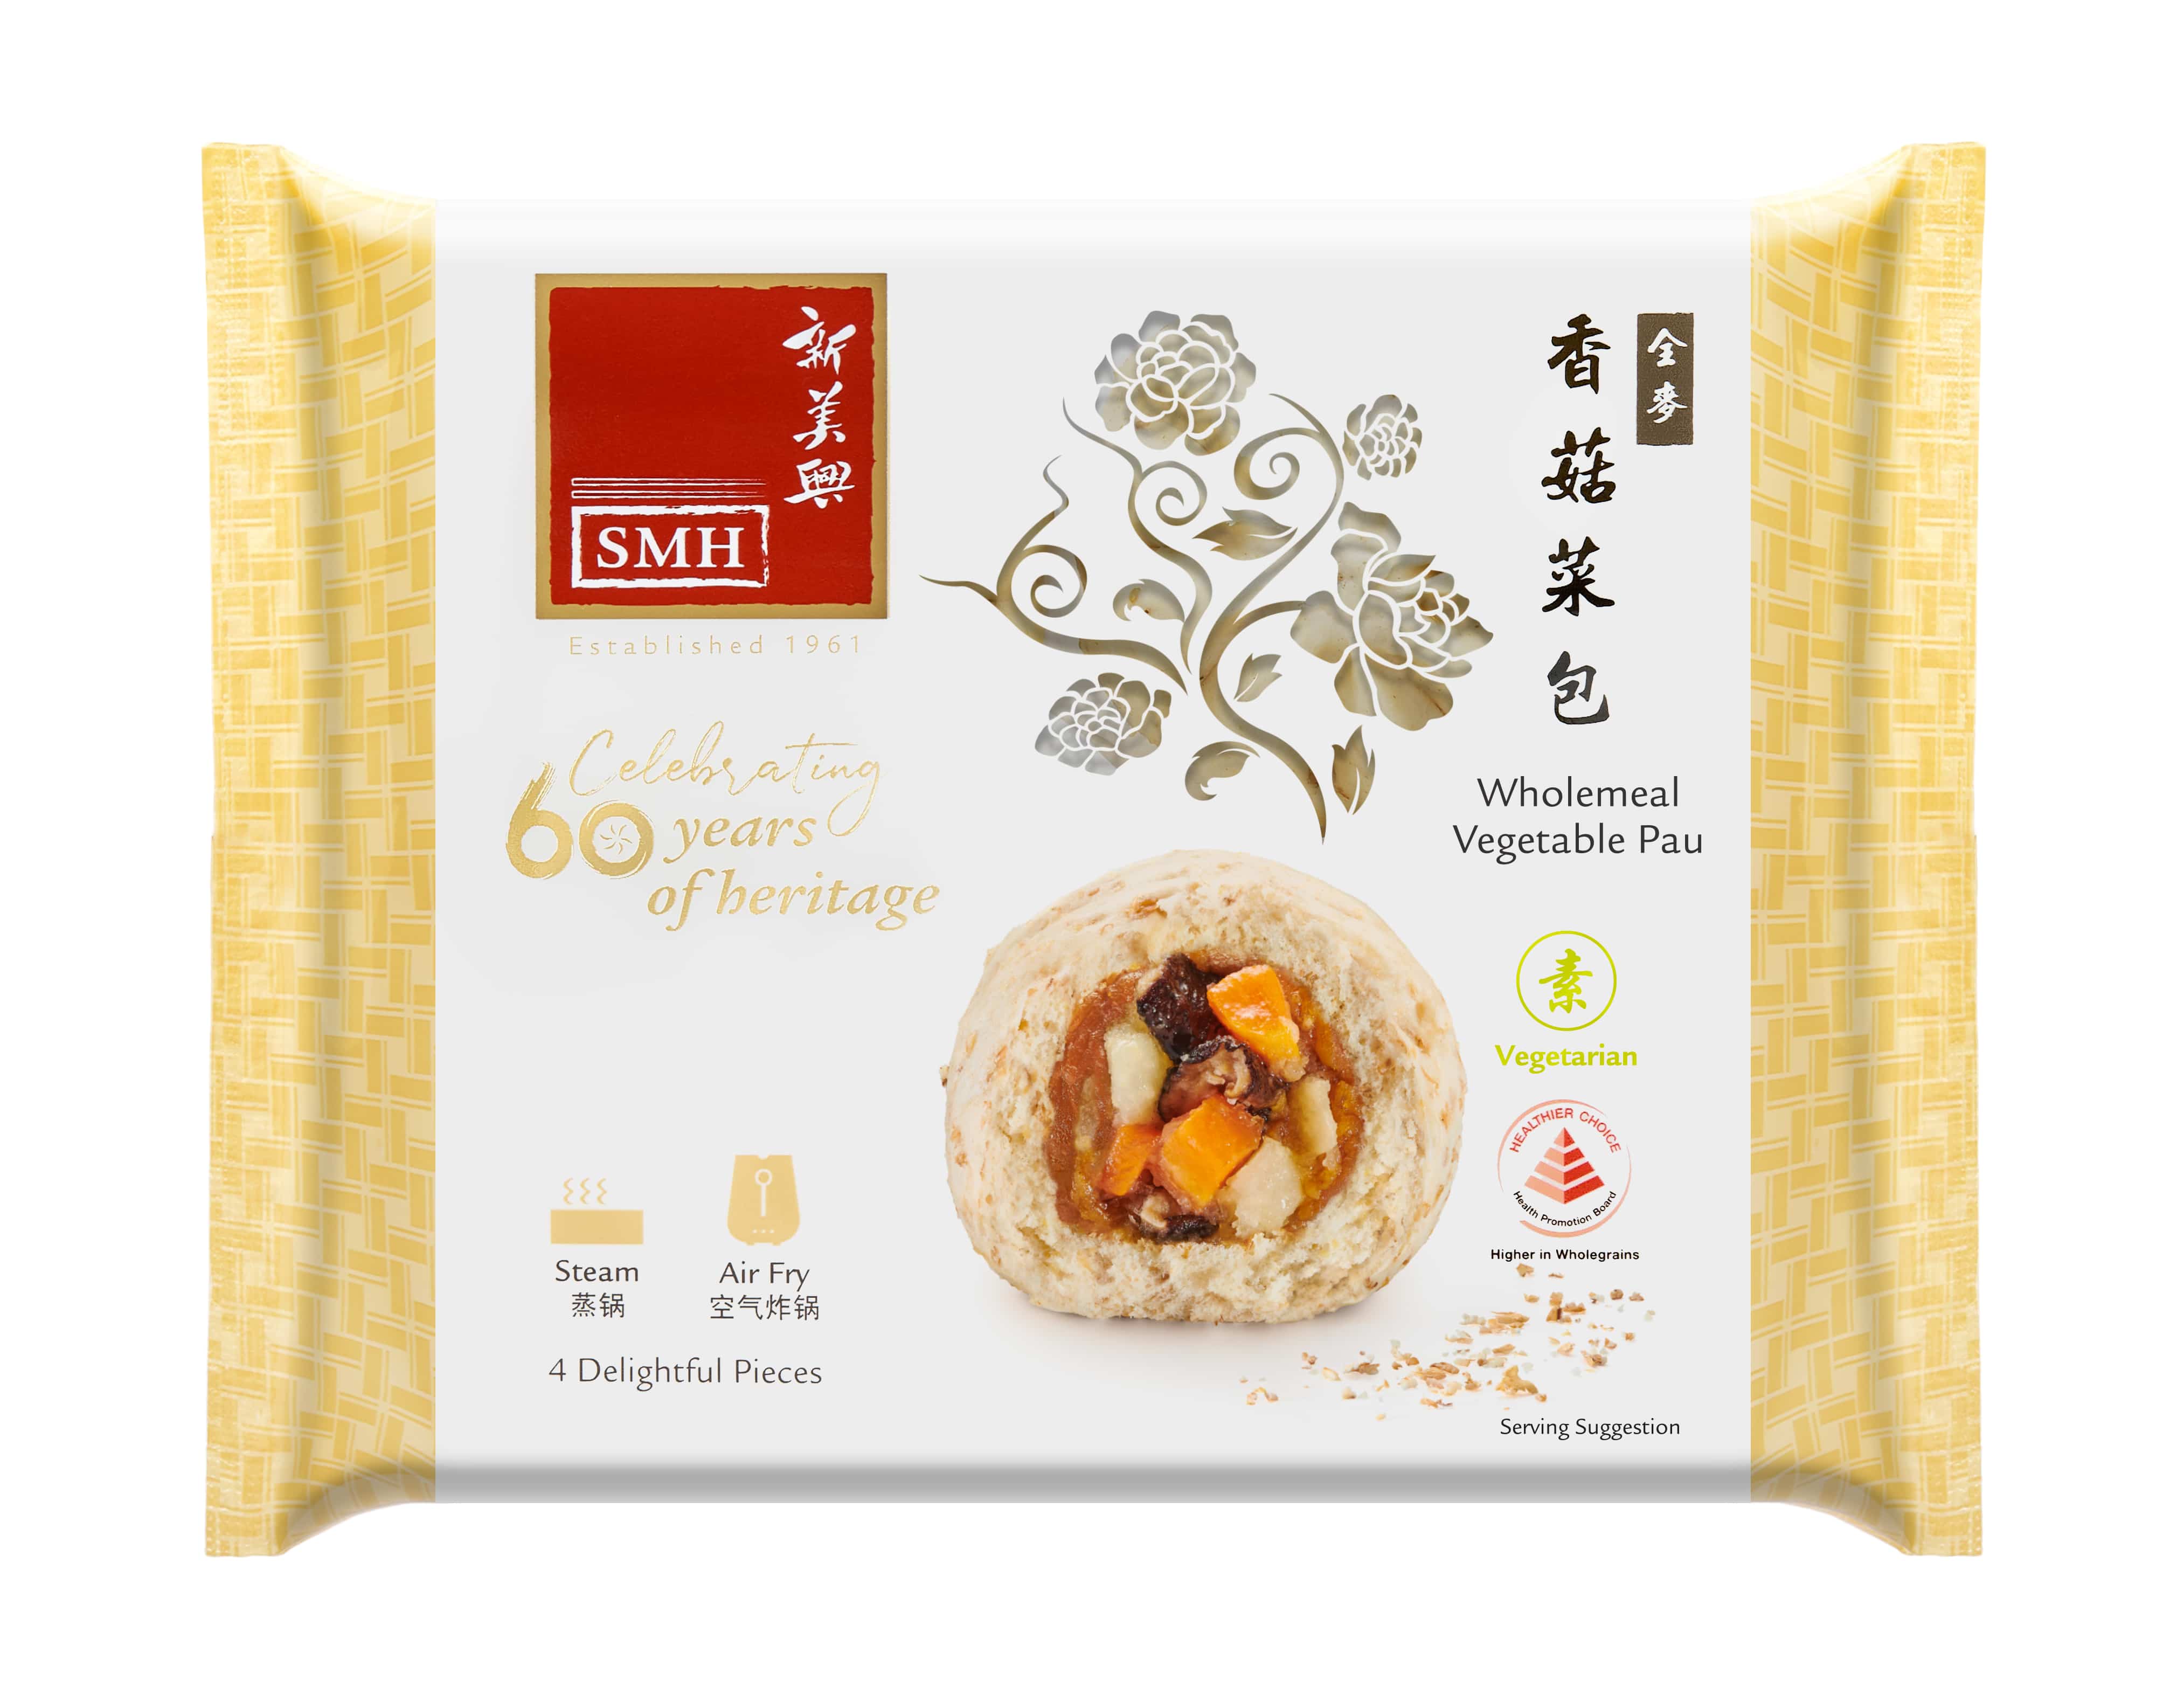 新美興
SMH
Established 1961
Celebrating
60 years
of heritage
全麥
香菇菜包
Wholemeal
Vegetable Pau
素
Vegetarian
HEALTHIER CHOICE
Health Promotion Board
Higher in Wholegrains
Steam
蒸锅
Air Fry
空气炸锅
4 Delightful Pieces
Serving Suggestion